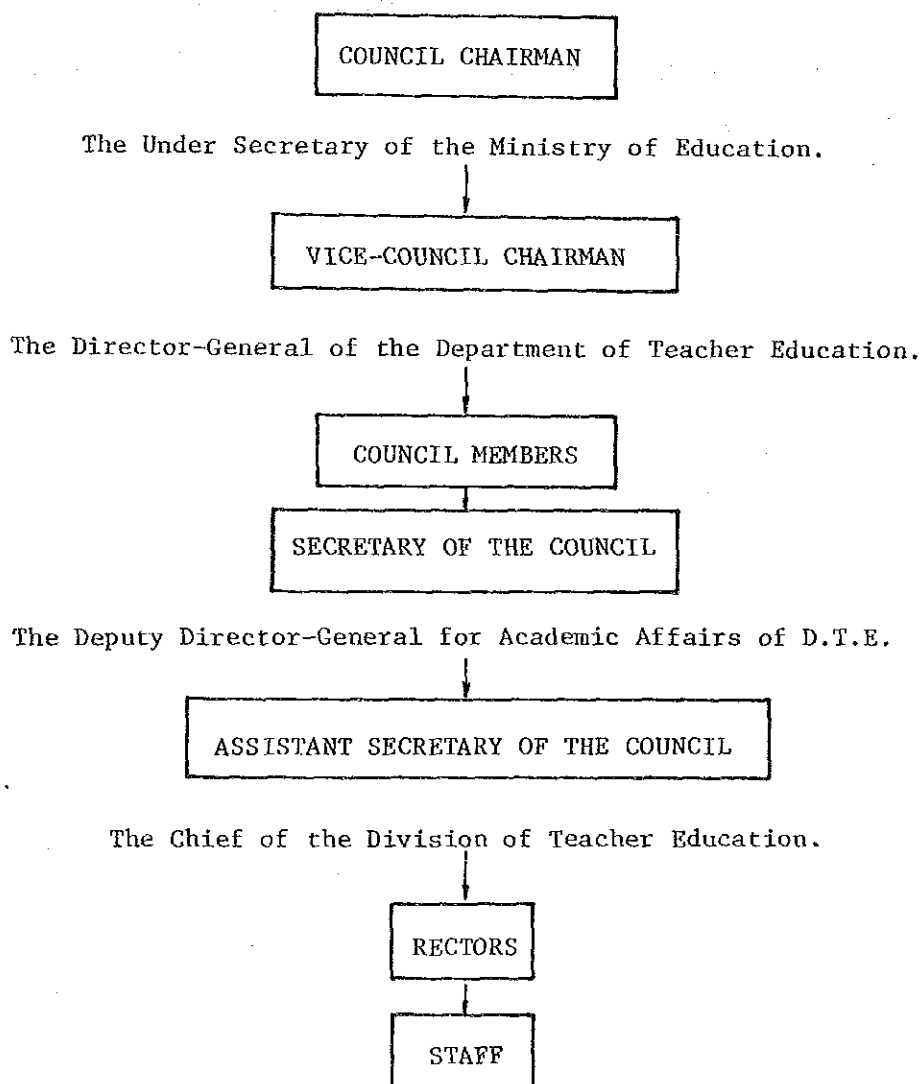 COUNCIL CHAIRMAN
The Under Secretary of the Ministry of Education.
VICE-COUNCIL CHAIRMAN
The Director-General of the Department of Teacher Education.
COUNCIL MEMBERS
SECRETARY OF THE COUNCIL
The Deputy Director-General for Academic Affairs of D.T.E.
ASSISTANT SECRETARY OF THE COUNCIL
The Chief of the Division of Teacher Education.
RECTORS
STAFF